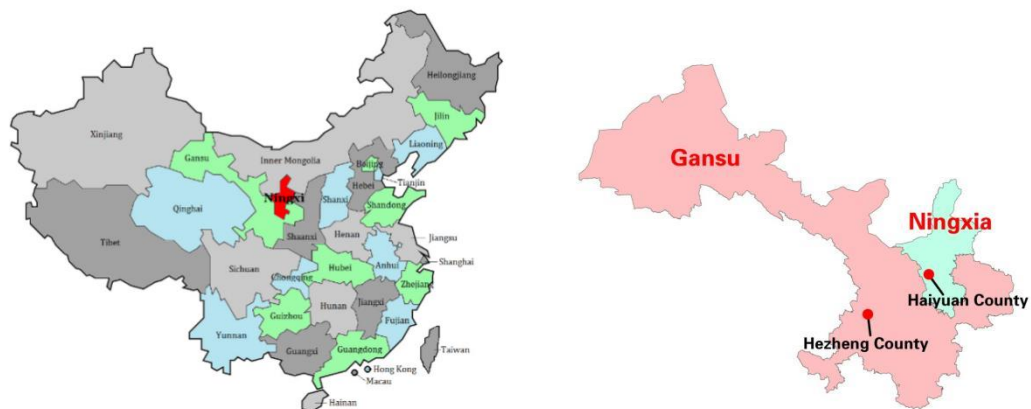 Heilongjiang
Jilin
Liaoning
Xinjiang
Inner Mongolia
Gansu
Beijing
Tianjin
Hebei
Ningxi
Shanxi
Shandong
Qinghai
Shaanxi
Henan
Jiangsu
Tibet
Shanghai
Sichuan
Chongqing
Hubei
Anhui
Zhejiang
Hunan
Jiangxi
Guizhou
Fujian
Yunnan
Guangxi
Guangdong
Taiwan
Hong Kong
Macau
Hainan
Gansu
Ningxia
Haiyuan County
Hezheng County